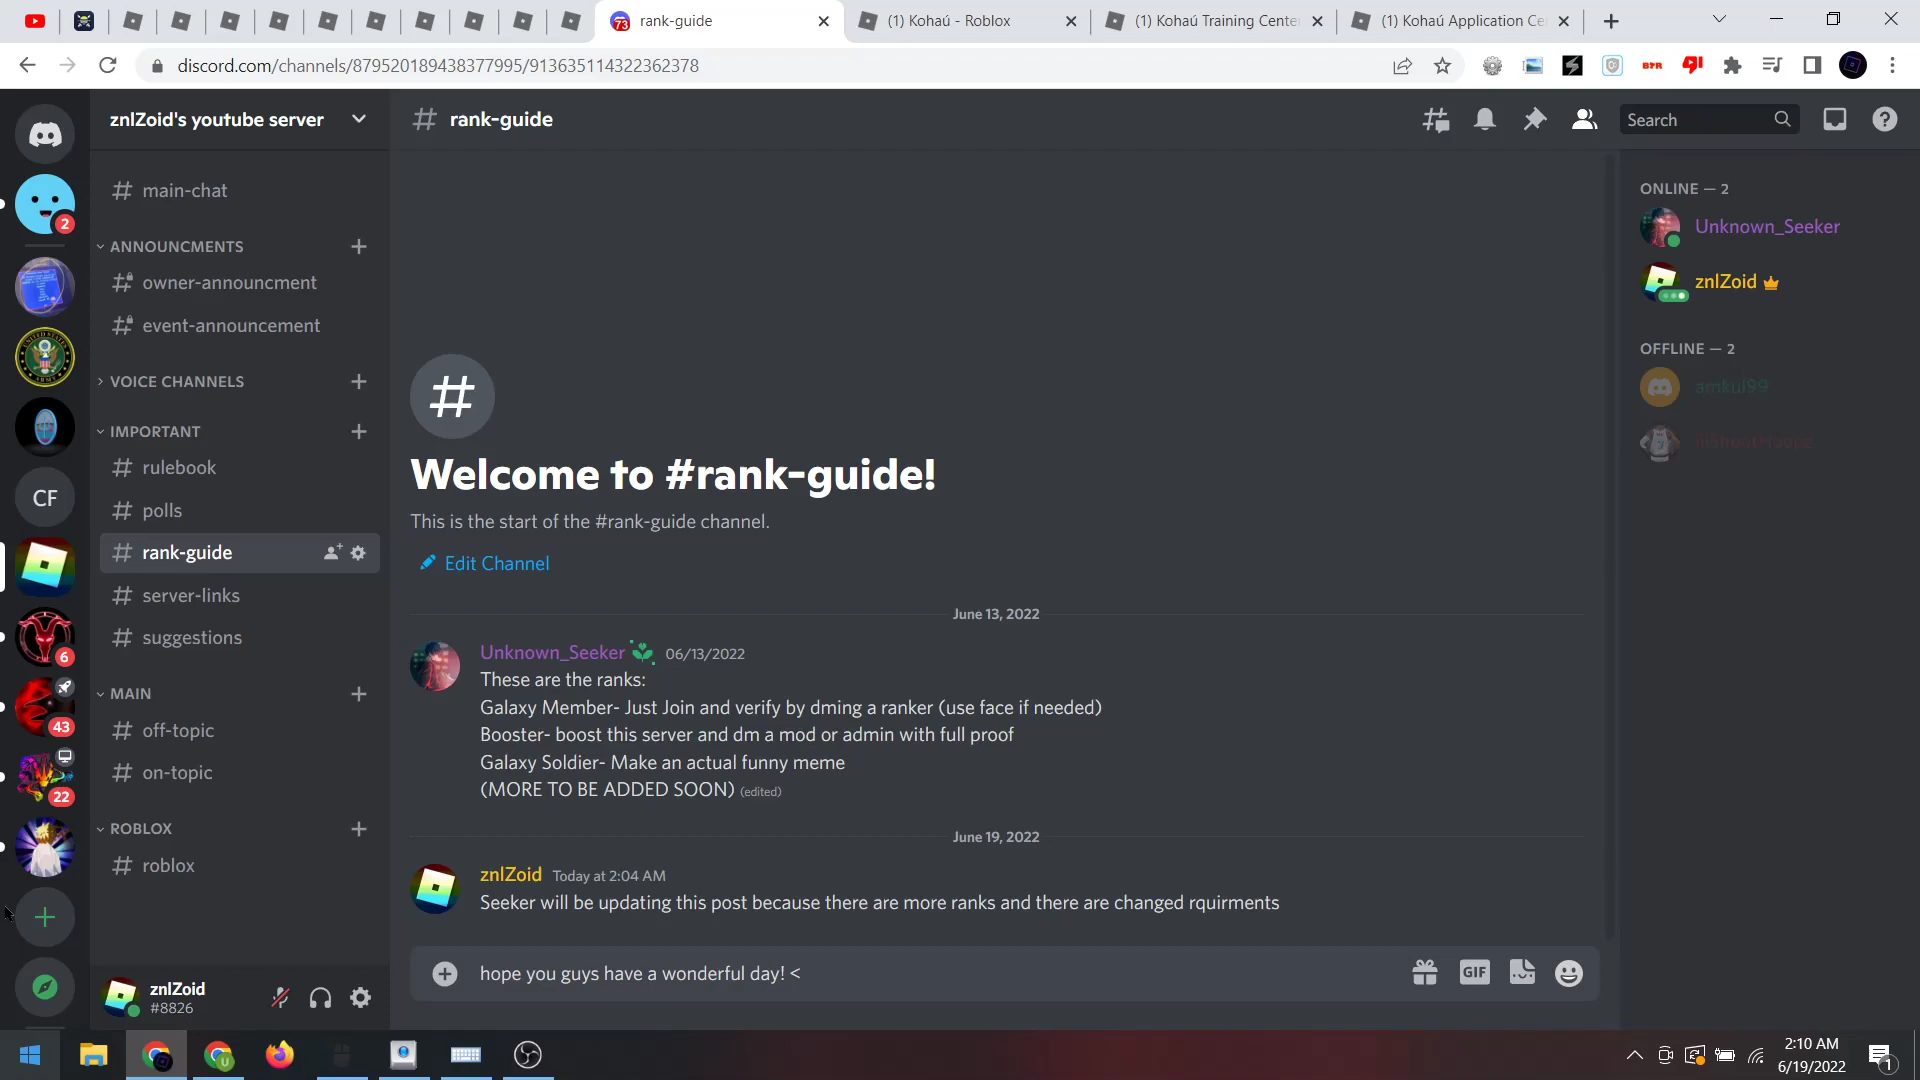 73
rank-guide
(1) Kohaú - Roblox
(1) Kohaú Training Cente
(1) Kohaú Application Ce
discord.com/channels/879520189438377995/913635114322362378
BTR
znlZoid's youtube server
rank-guide
Search
main-chat
ANNOUNCMENTS
owner-announcment
event-announcement
VOICE CHANNELS
IMPORTANT
rulebook
polls
rank-guide
server-links
suggestions
MAIN
off-topic
on-topic
ROBLOX
roblox
2
CF
6
43
22
Welcome to #rank-guide!
This is the start of the #rank-guide channel.
Edit Channel
June 13, 2022
Unknown_Seeker 06/13/2022
These are the ranks:
Galaxy Member- Just Join and verify by dming a ranker (use face if needed)
Booster- boost this server and dm a mod or admin with full proof
Galaxy Soldier- Make an actual funny meme
(MORE TO BE ADDED SOON) (edited)
June 19, 2022
znlZoid Today at 2:04 AM
Seeker will be updating this post because there are more ranks and there are changed rquirments
hope you guys have a wonderful day! <
GIF
ONLINE — 2
Unknown_Seeker
znlZoid
OFFLINE — 2
amkul99
znlZoid
#8826
2:10 AM
6/19/2022
1